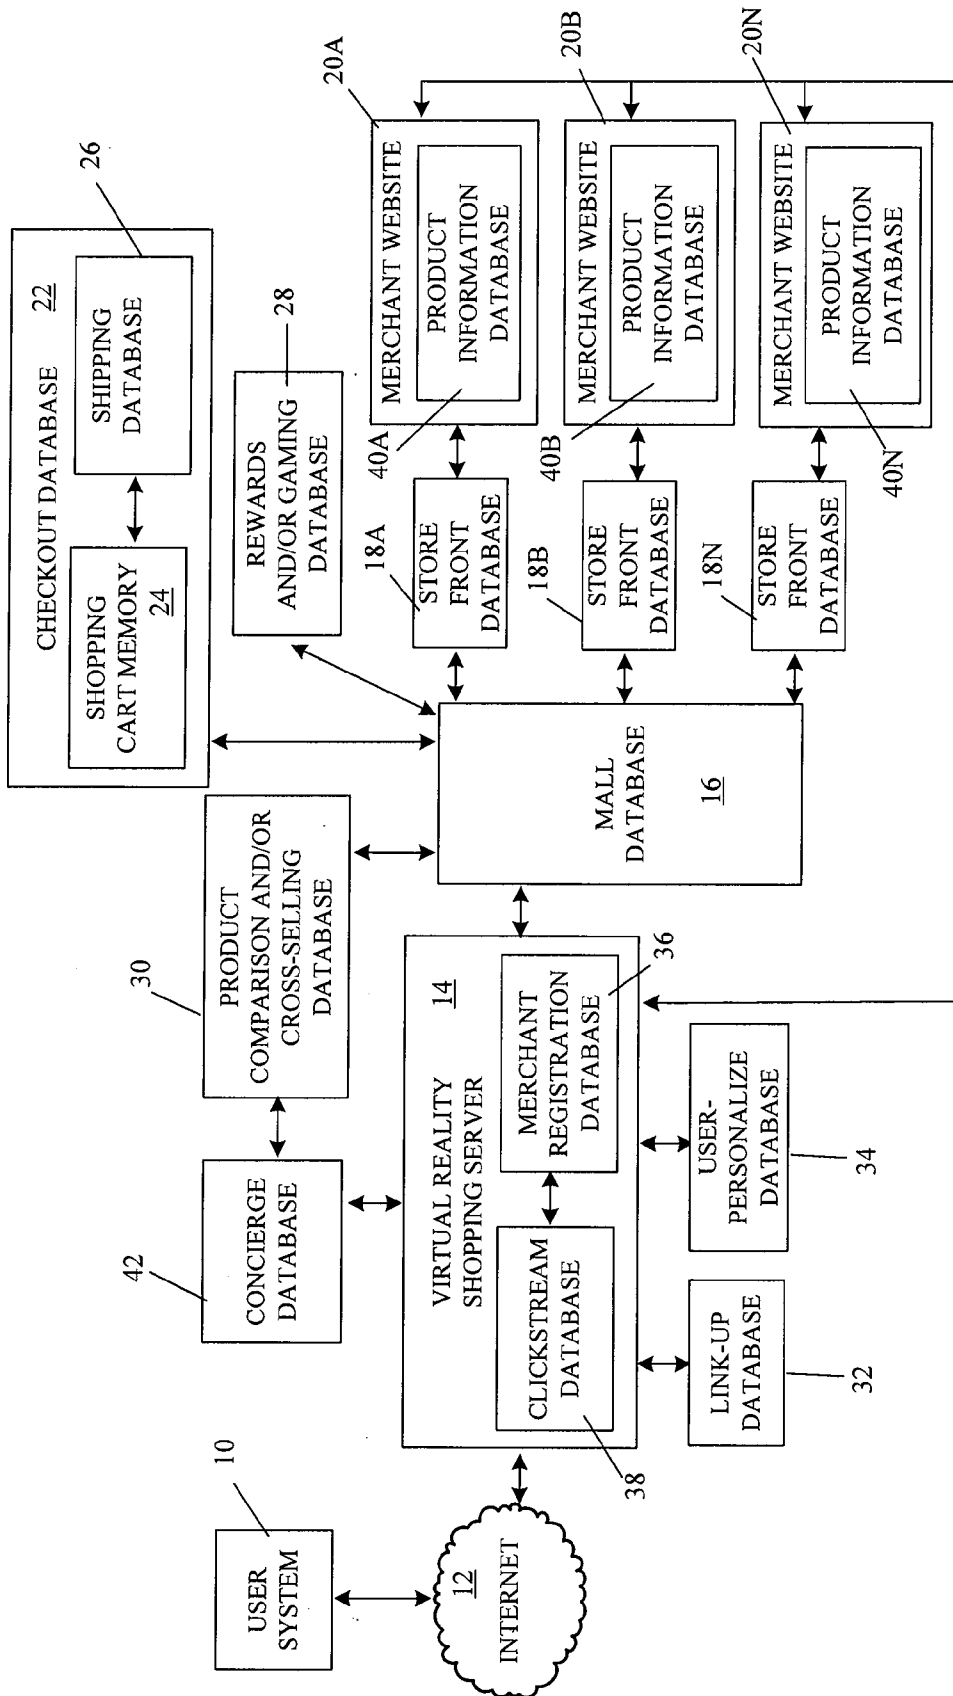 USER
SYSTEM
10
12
INTERNET
42
CONCIERGE
DATABASE
30
PRODUCT
COMPARISON AND/OR
CROSS-SELLING
DATABASE
VIRTUAL REALITY
SHOPPING SERVER
14
CLICKSTREAM
DATABASE
38
MERCHANT
REGISTRATION
DATABASE
36
LINK-UP
DATABASE
32
USER-
PERSONALIZE
DATABASE
34
MALL
DATABASE
16
CHECKOUT DATABASE
22
SHOPPING
CART MEMORY
24
SHIPPING
DATABASE
26
REWARDS
AND/OR GAMING
DATABASE
28
18A
STORE
FRONT
DATABASE
18B
STORE
FRONT
DATABASE
18N
STORE
FRONT
DATABASE
20A
MERCHANT WEBSITE
PRODUCT
INFORMATION
DATABASE
40A
20B
MERCHANT WEBSITE
PRODUCT
INFORMATION
DATABASE
40B
20N
MERCHANT WEBSITE
PRODUCT
INFORMATION
DATABASE
40N